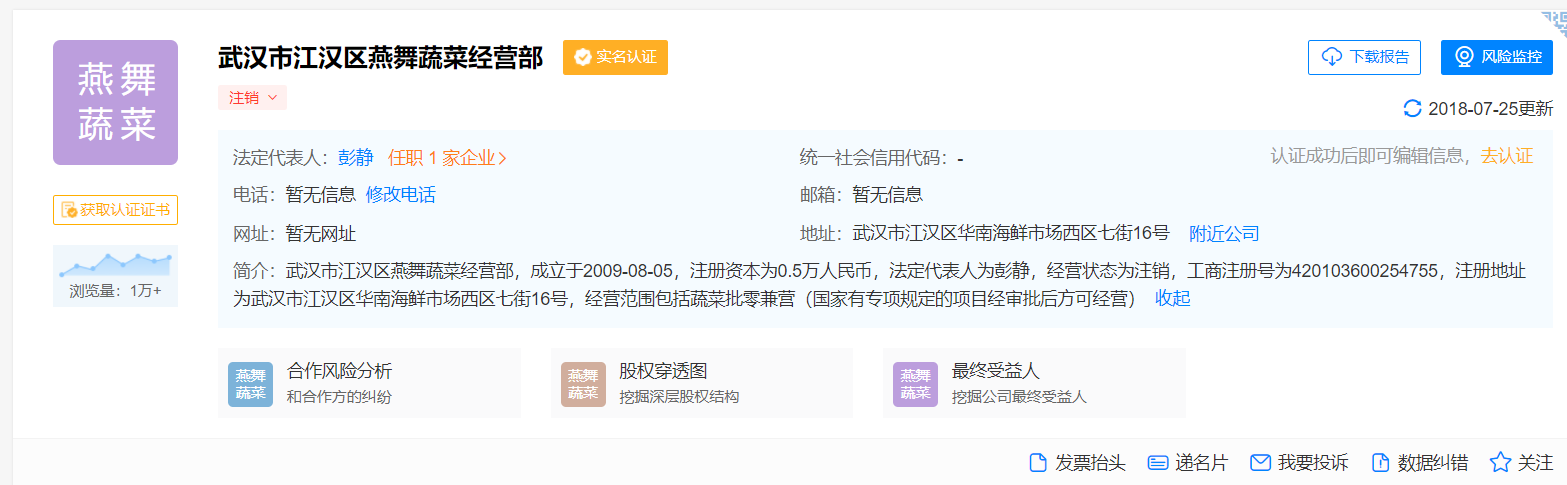 燕舞
蔬菜
武汉市江汉区燕舞蔬菜经营部
实名认证
下载报告
风险监控
注销
2018-07-25更新
法定代表人：彭静 任职 1 家企业
统一社会信用代码：-
认证成功后即可编辑信息，去认证
电话：暂无信息 修改电话
邮箱：暂无信息
获取认证证书
网址：暂无网址
地址：武汉市江汉区华南海鲜市场西区七街16号 附近公司
浏览量：1万+
简介：武汉市江汉区燕舞蔬菜经营部，成立于2009-08-05，注册资本为0.5万人民币，法定代表人为彭静，经营状态为注销，工商注册号为420103600254755，注册地址
为武汉市江汉区华南海鲜市场西区七街16号，经营范围包括蔬菜批零兼营（国家有专项规定的项目经审批后方可经营） 收起
燕舞
蔬菜
合作风险分析
和合作方的纠纷
燕舞
蔬菜
股权穿透图
挖掘深层股权结构
燕舞
蔬菜
最终受益人
挖掘公司最终受益人
发票抬头
递名片
我要投诉
数据纠错
关注